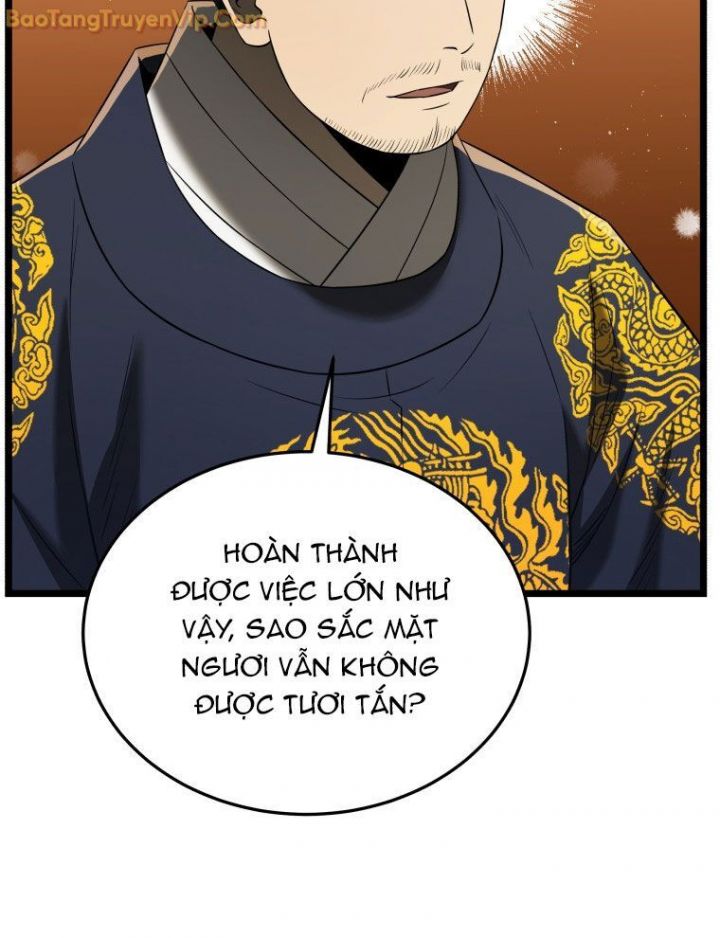 BaoTangTruyenVip.Com
HOÀN THÀNH
ĐƯỢC VIỆC LỚN NHƯ
VẬY, SAO SẮC MẶT
NGƯƠI VẪN KHÔNG
ĐƯỢC TƯƠI TẮN?